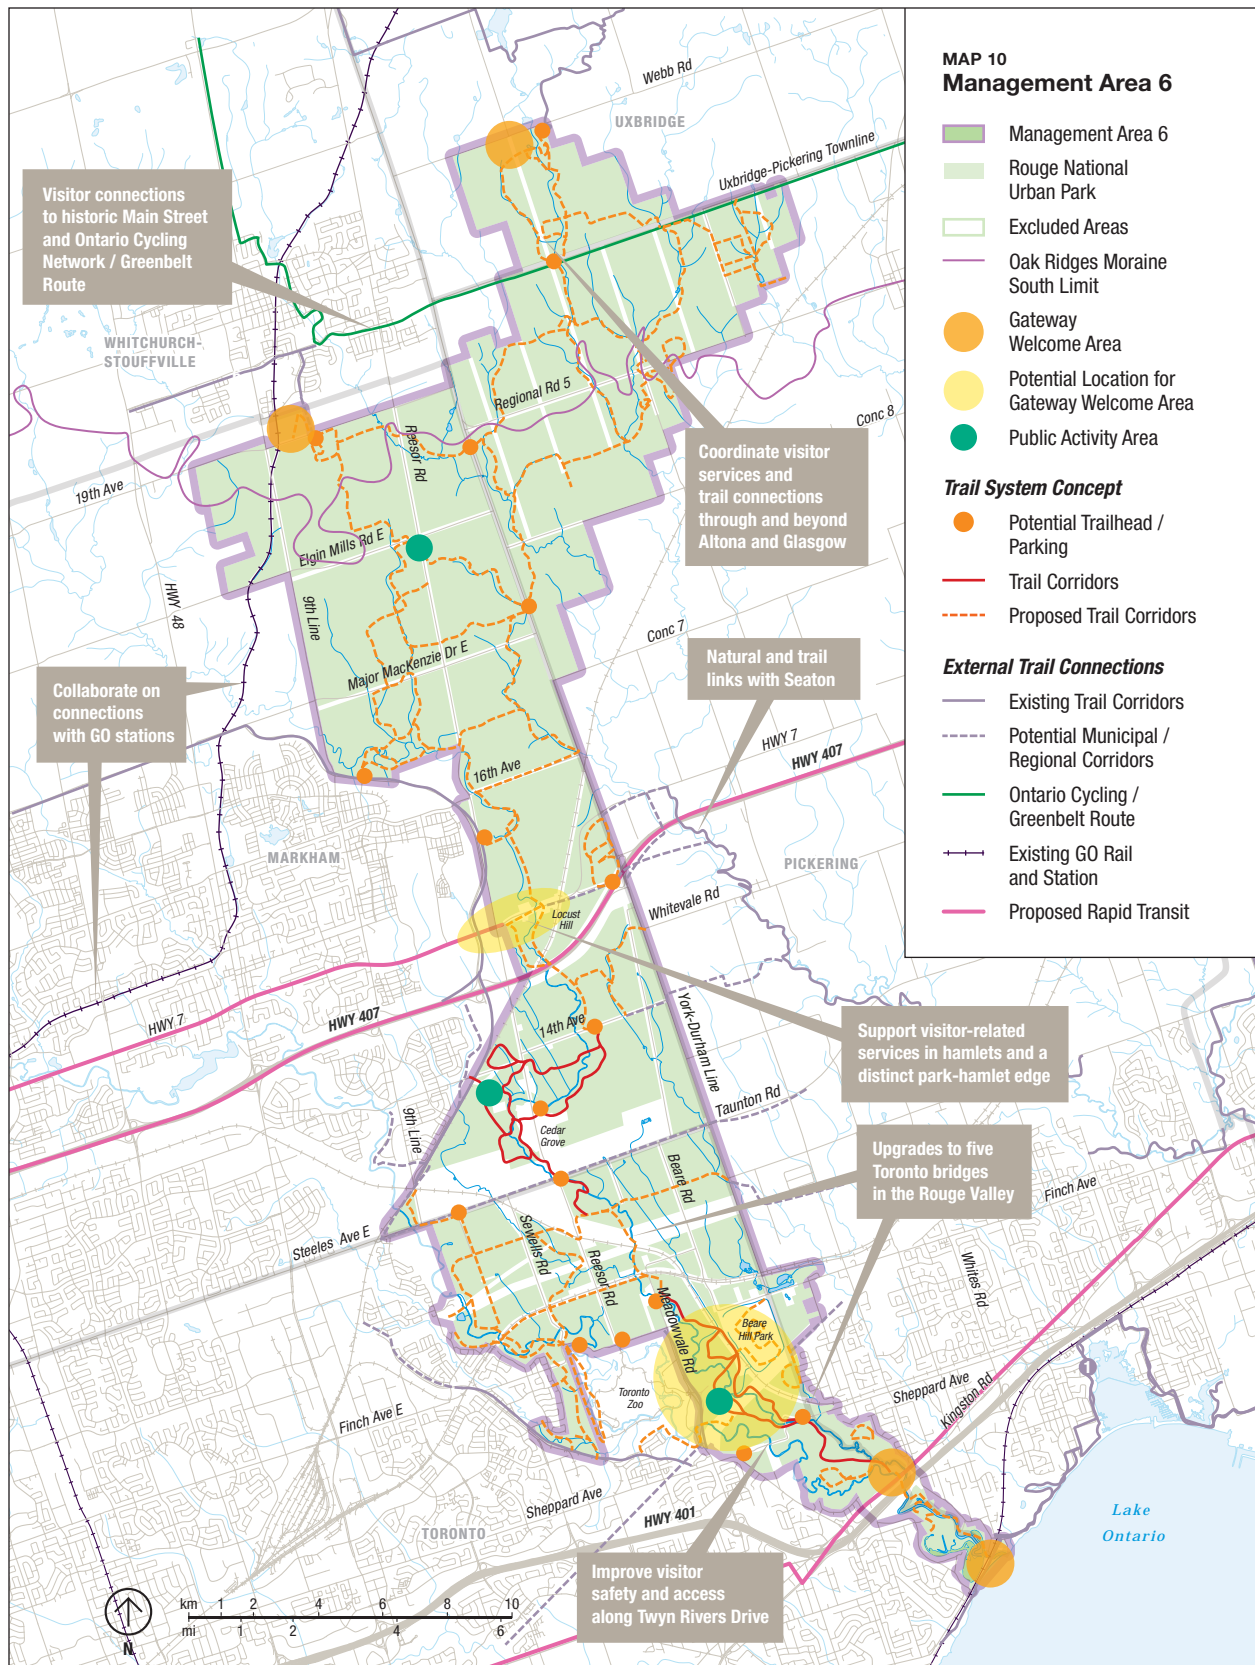 MAP 10
Management Area 6
Management Area 6
Rouge National
Urban Park
Excluded Areas
Oak Ridges Moraine
South Limit
Gateway
Welcome Area
Potential Location for
Gateway Welcome Area
Public Activity Area
Trail System Concept
Potential Trailhead /
Parking
Trail Corridors
Proposed Trail Corridors
External Trail Connections
Existing Trail Corridors
Potential Municipal /
Regional Corridors
Ontario Cycling /
Greenbelt Route
Existing GO Rail
and Station
Proposed Rapid Transit
Webb Rd
UXBRIDGE
Uxbridge-Pickering Townline
Visitor connections
to historic Main Street
and Ontario Cycling
Network / Greenbelt
Route
WHITCHURCH-
STOUFFVILLE
Regional Rd 5
Conc 8
Reesor Rd
Coordinate visitor
services and
trail connections
through and beyond
Altona and Glasgow
19th Ave
Elgin Mills Rd E
HWY 48
9th Line
Conc 7
Major MacKenzie Dr E
Natural and trail
links with Seaton
Collaborate on
connections
with GO stations
HWY 7
HWY 407
16th Ave
MARKHAM
PICKERING
Whitevale Rd
Locust
Hill
HWY 7
HWY 407
14th Ave
York-Durham Line
Support visitor-related
services in hamlets and a
distinct park-hamlet edge
Taunton Rd
9th Line
Cedar
Grove
Upgrades to five
Toronto bridges
in the Rouge Valley
Beare Rd
Finch Ave
Steeles Ave E
Sewells Rd
Reesor Rd
Whites Rd
Meadowvale Rd
Beare
Hill Park
Sheppard Ave
Kingston Rd
1
Toronto
Zoo
Finch Ave E
Sheppard Ave
HWY 401
TORONTO
Lake
Ontario
Improve visitor
safety and access
along Twyn Rivers Drive
km 1 2 4 6 8 10
mi 1 2 4 6
N